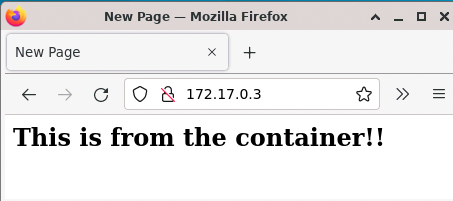 New Page — Mozilla Firefox
New Page
172.17.0.3
This is from the container!!